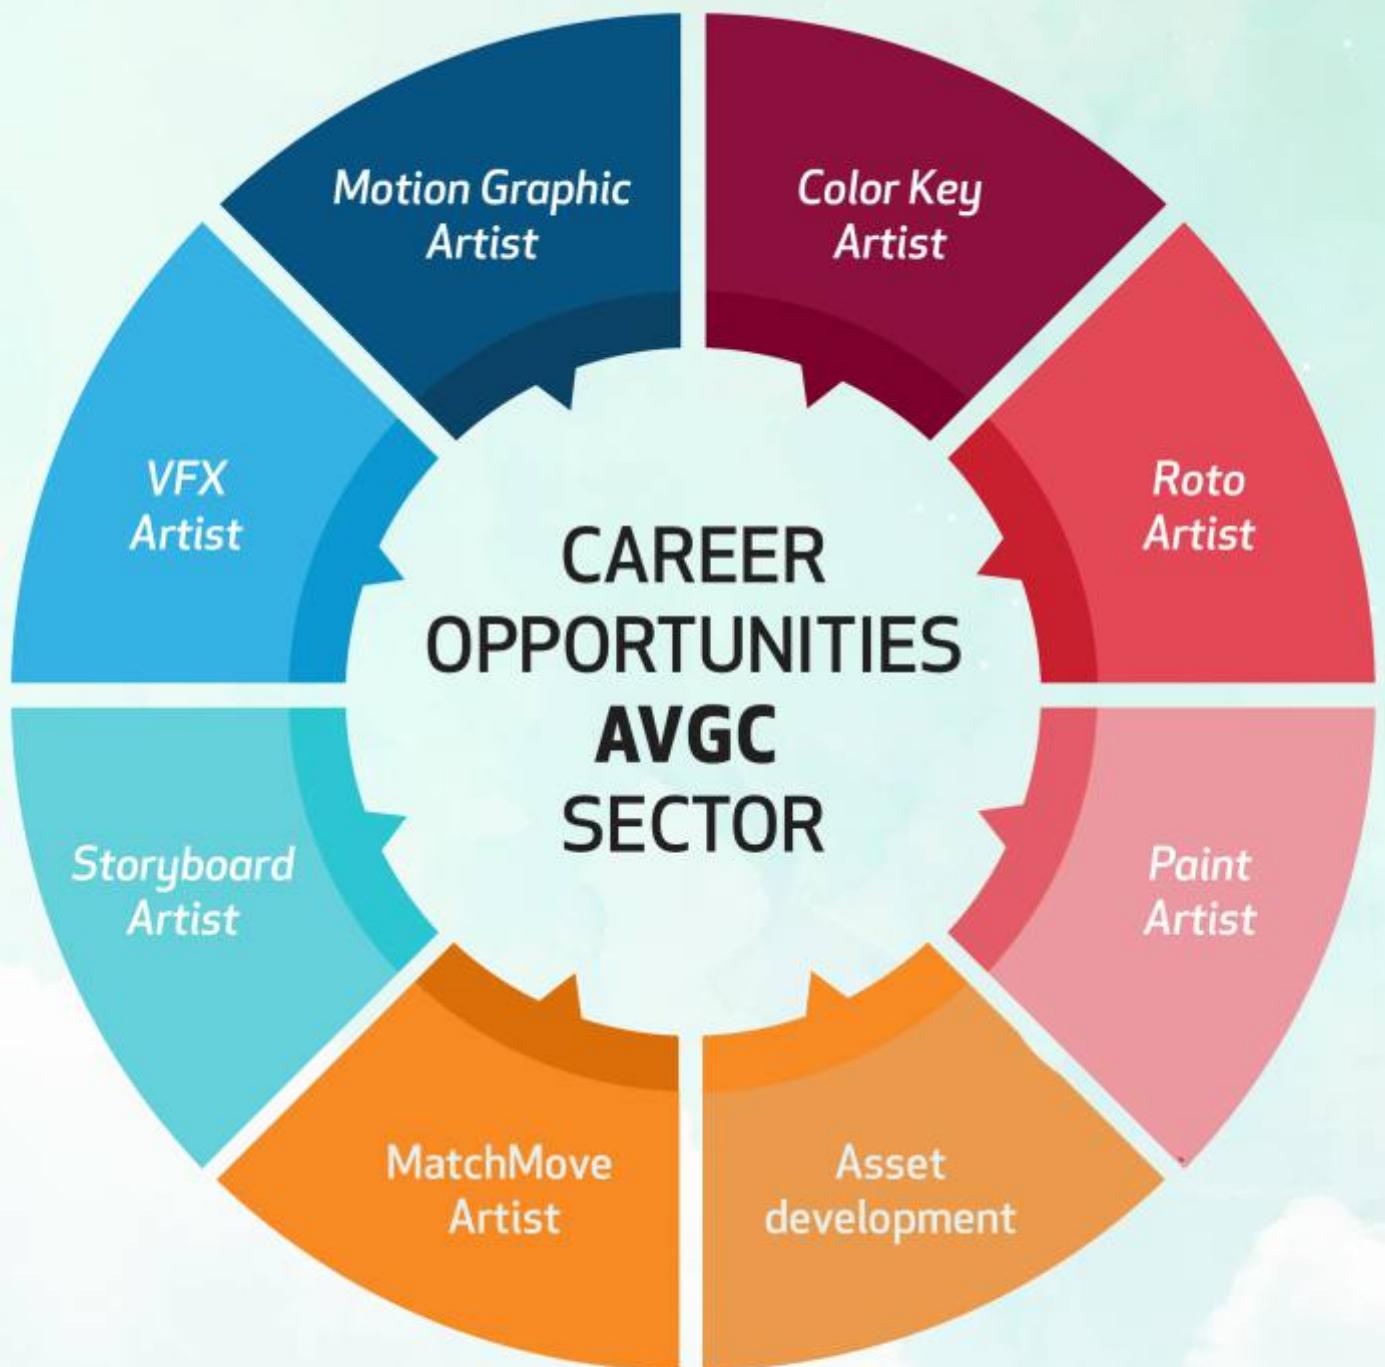 Motion Graphic
Artist
Color Key
Artist
VFX
Artist
Roto
Artist
CAREER
OPPORTUNITIES
AVGC
SECTOR
Storyboard
Artist
Paint
Artist
MatchMove
Artist
Asset
development